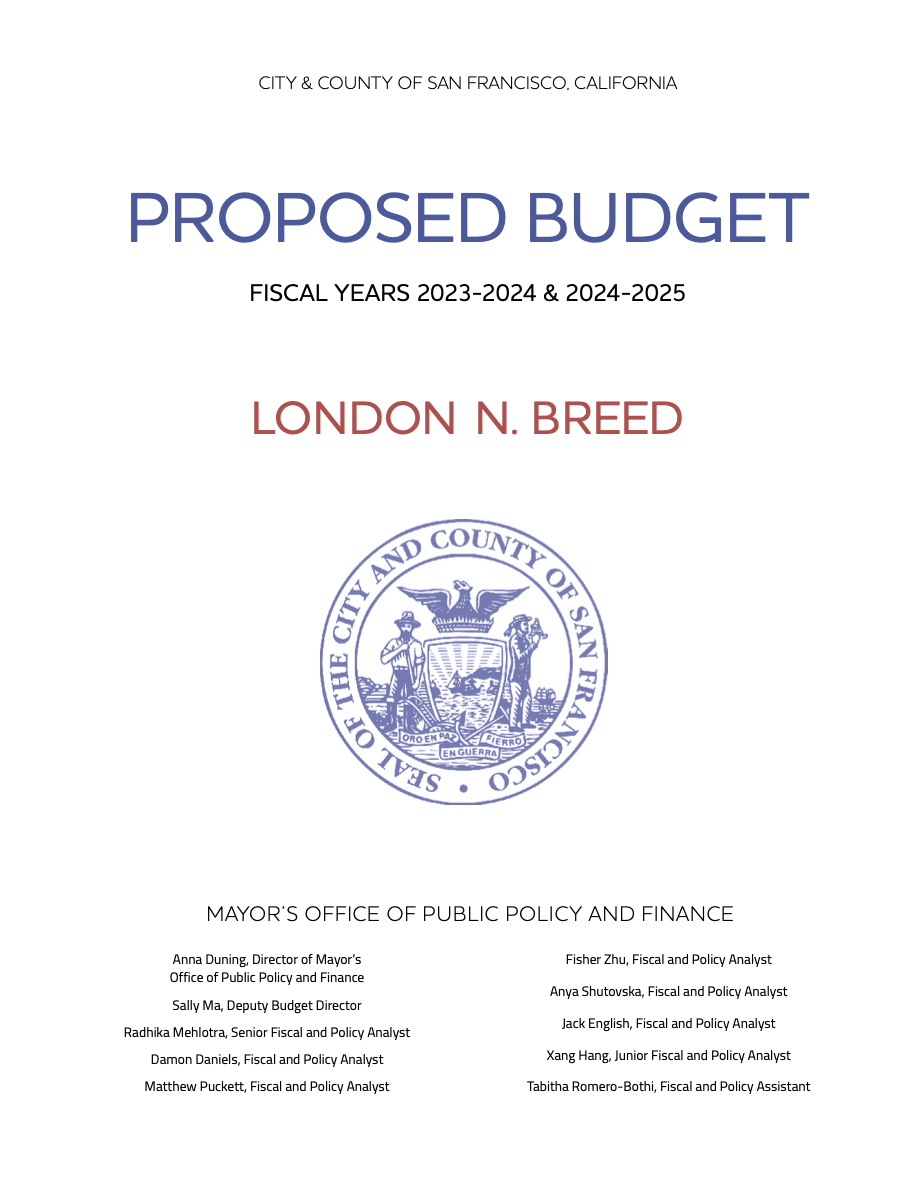 CITY & COUNTY OF SAN FRANCISCO, CALIFORNIA
PROPOSED BUDGET
FISCAL YEARS 2023-2024 & 2024-2025
LONDON N. BREED
SEAL OF THE CITY AND COUNTY OF SAN FRANCISCO
ORO EN PAZ
FIERRO
EN GUERRA
MAYOR’S OFFICE OF PUBLIC POLICY AND FINANCE
Anna Duning, Director of Mayor’s
Office of Public Policy and Finance
Sally Ma, Deputy Budget Director
Radhika Mehlotra, Senior Fiscal and Policy Analyst
Damon Daniels, Fiscal and Policy Analyst
Matthew Puckett, Fiscal and Policy Analyst
Fisher Zhu, Fiscal and Policy Analyst
Anya Shutovska, Fiscal and Policy Analyst
Jack English, Fiscal and Policy Analyst
Xang Hang, Junior Fiscal and Policy Analyst
Tabitha Romero-Bothi, Fiscal and Policy Assistant